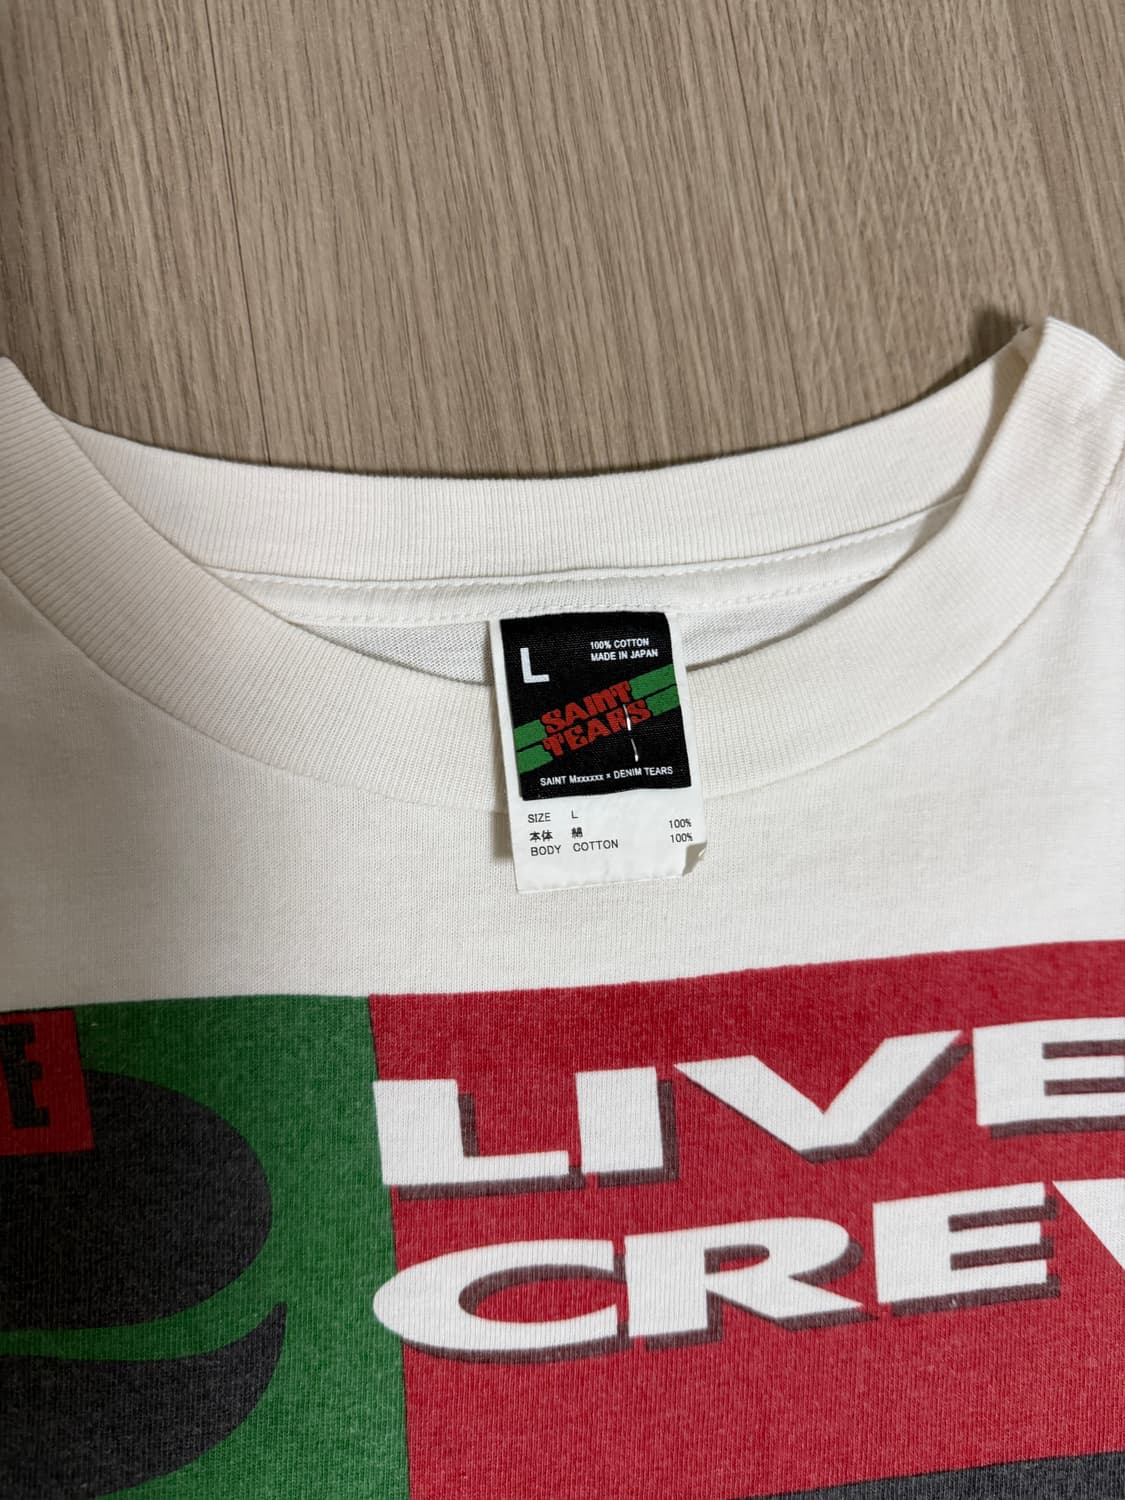 L
100% COTTON
MADE IN JAPAN
SAINT
TEARS
SAINT Mxxxxxx × DENIM TEARS
SIZE L
本体 綿 100%
BODY COTTON 100%
E
LIVE
CREW